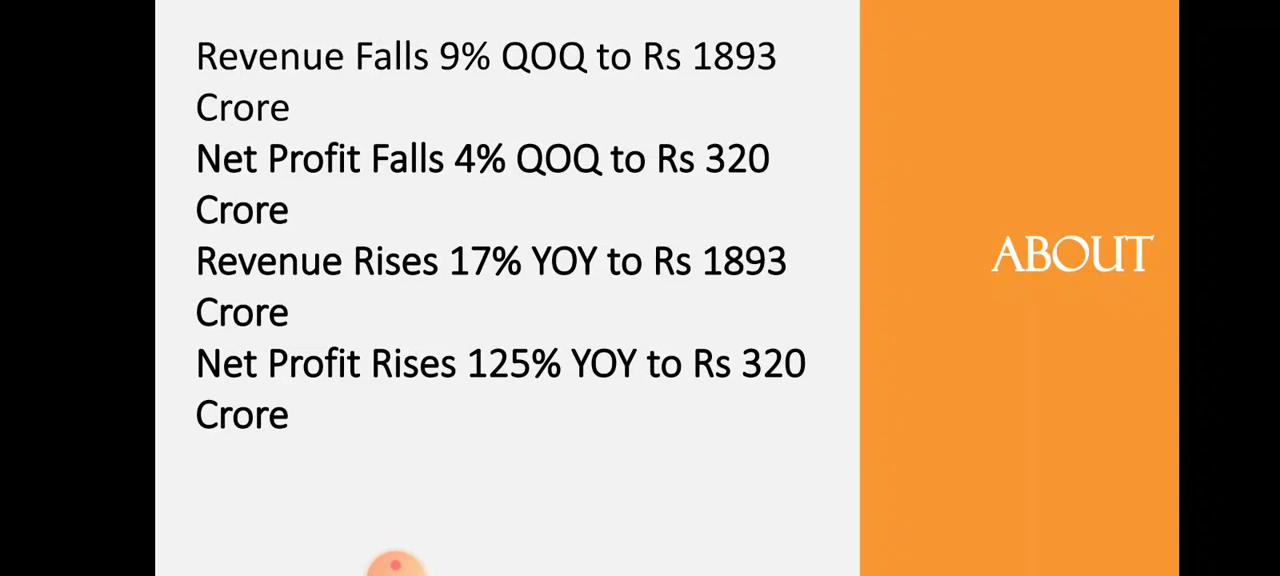 Revenue Falls 9% QOQ to Rs 1893
Crore
Net Profit Falls 4% QOQ to Rs 320
Crore
Revenue Rises 17% YOY to Rs 1893
Crore
Net Profit Rises 125% YOY to Rs 320
Crore
ABOUT